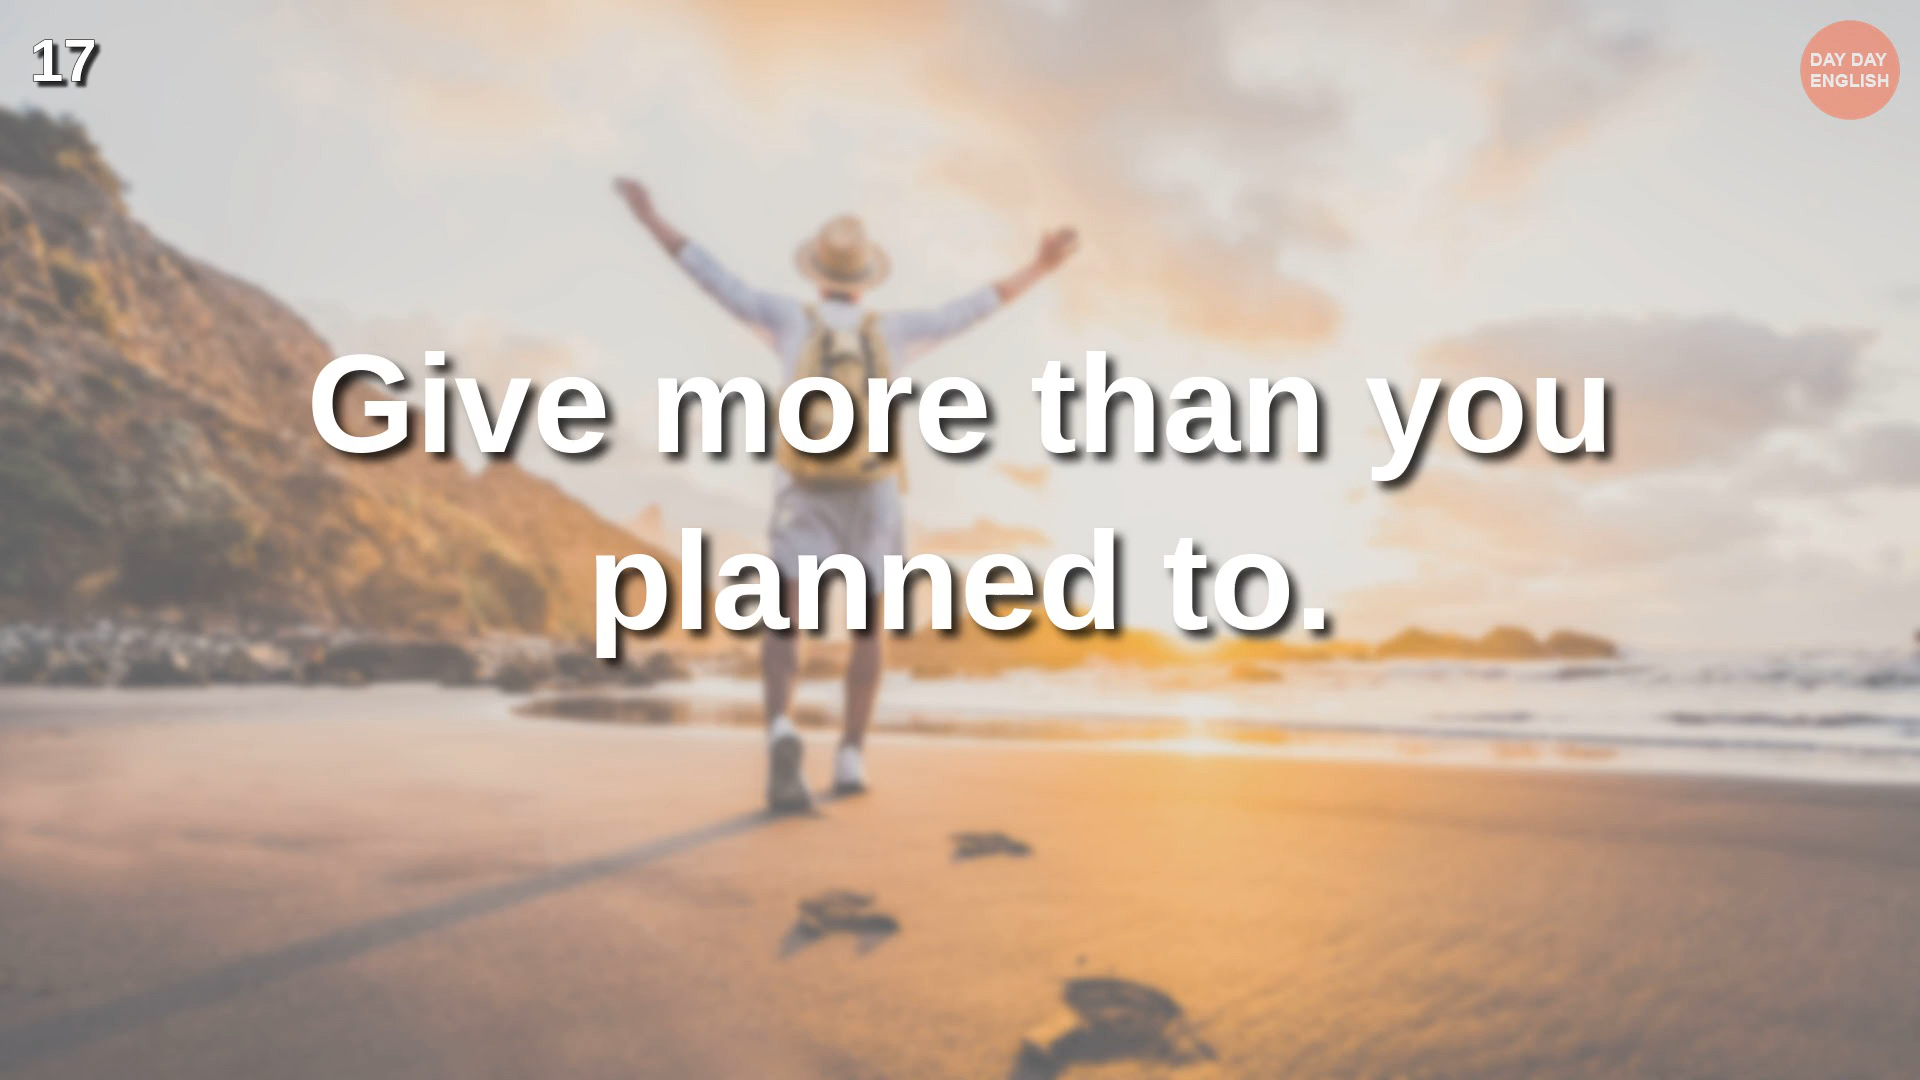 17
DAY DAY
ENGLISH
Give more than you
planned to.